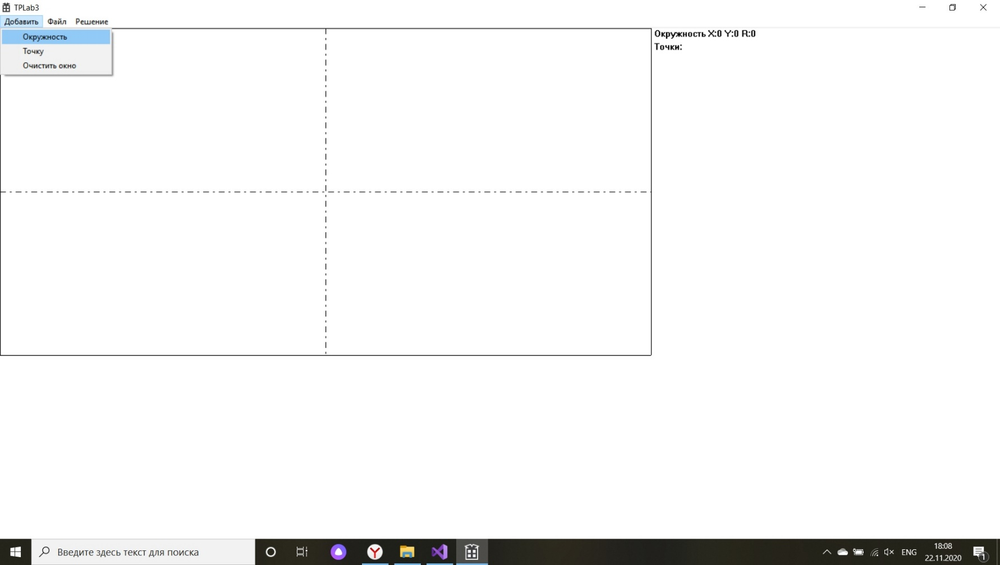 TPLab3
Добавить Файл Решение
Окружность
Точку
Очистить окно
Окружность X:0 Y:0 R:0
Точки:
Введите здесь текст для поиска
ENG
18:08
22.11.2020
1